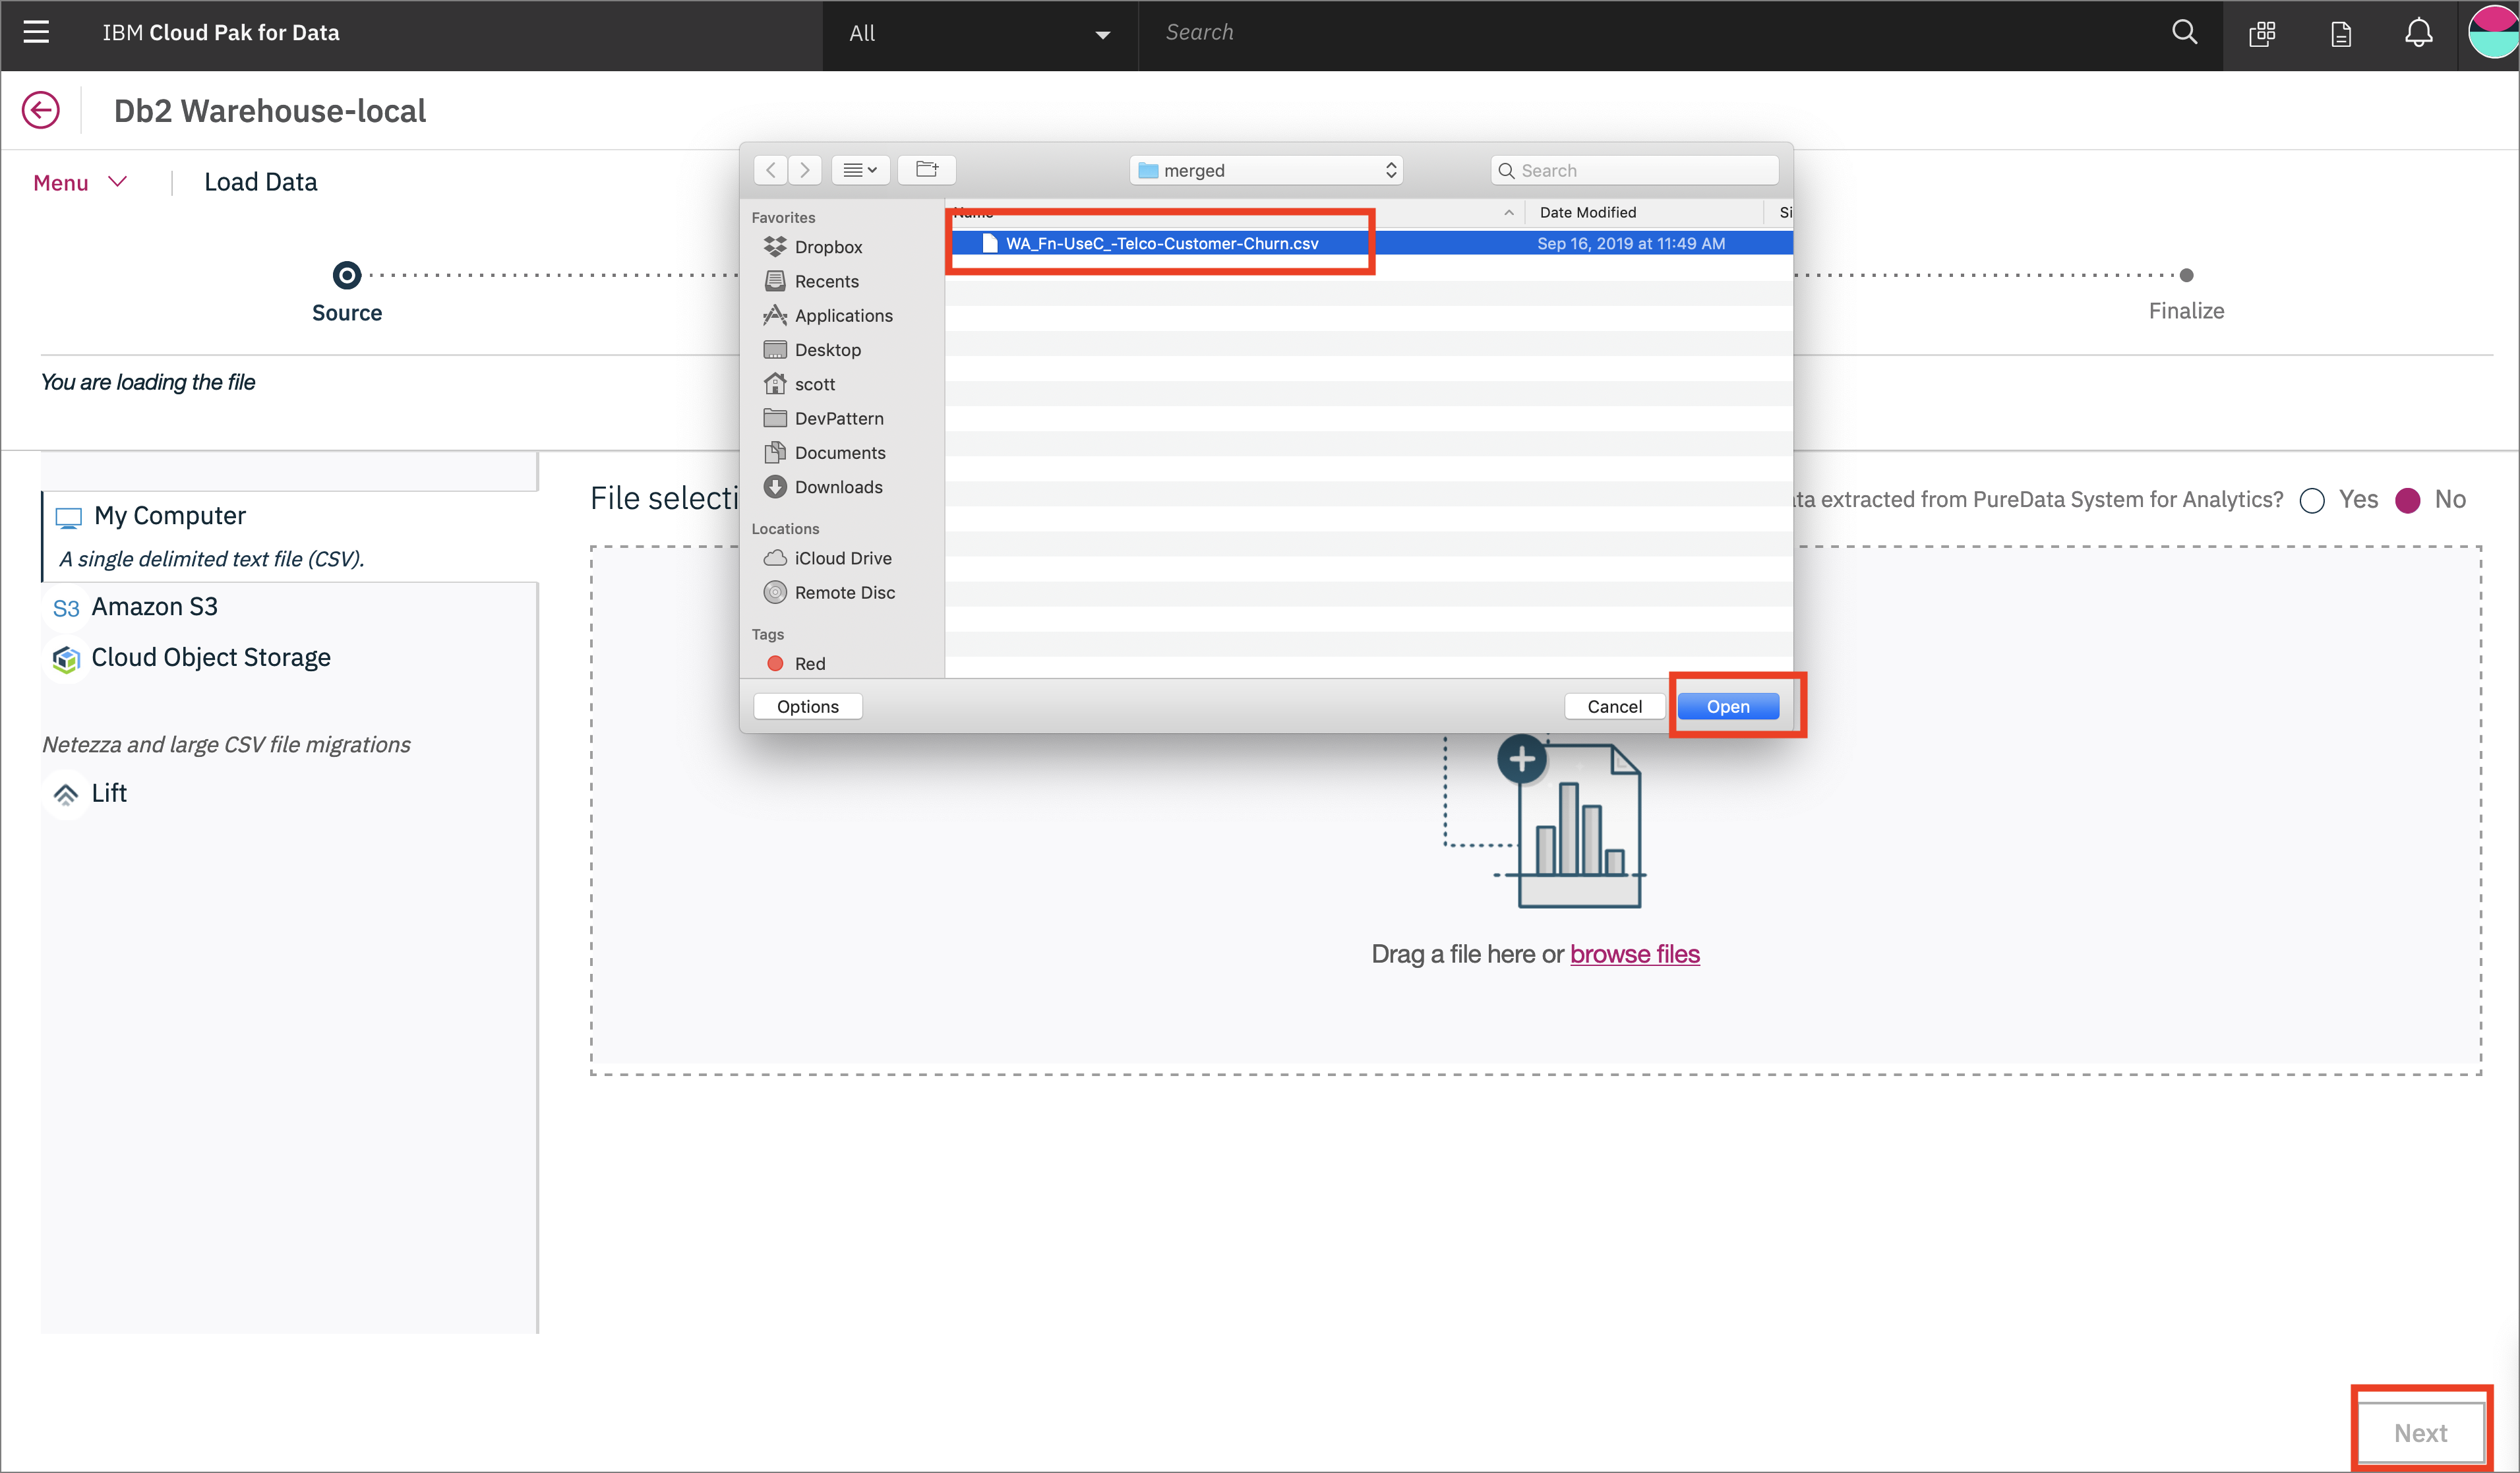 IBM Cloud Pak for Data
All
Search
Db2 Warehouse-local
Menu
Load Data
Source
Finalize
You are loading the file
My Computer
A single delimited text file (CSV).
S3 Amazon S3
Cloud Object Storage
Netezza and large CSV file migrations
Lift
merged
Search
Favorites
Dropbox
Recents
Applications
Desktop
scott
DevPattern
Documents
Downloads
Locations
iCloud Drive
Remote Disc
Tags
Red
Name
Date Modified
Si
WA_Fn-UseC_-Telco-Customer-Churn.csv
Sep 16, 2019 at 11:49 AM
Options
Cancel
Open
File selecti
ta extracted from PureData System for Analytics?
Yes
No
Drag a file here or browse files
Next